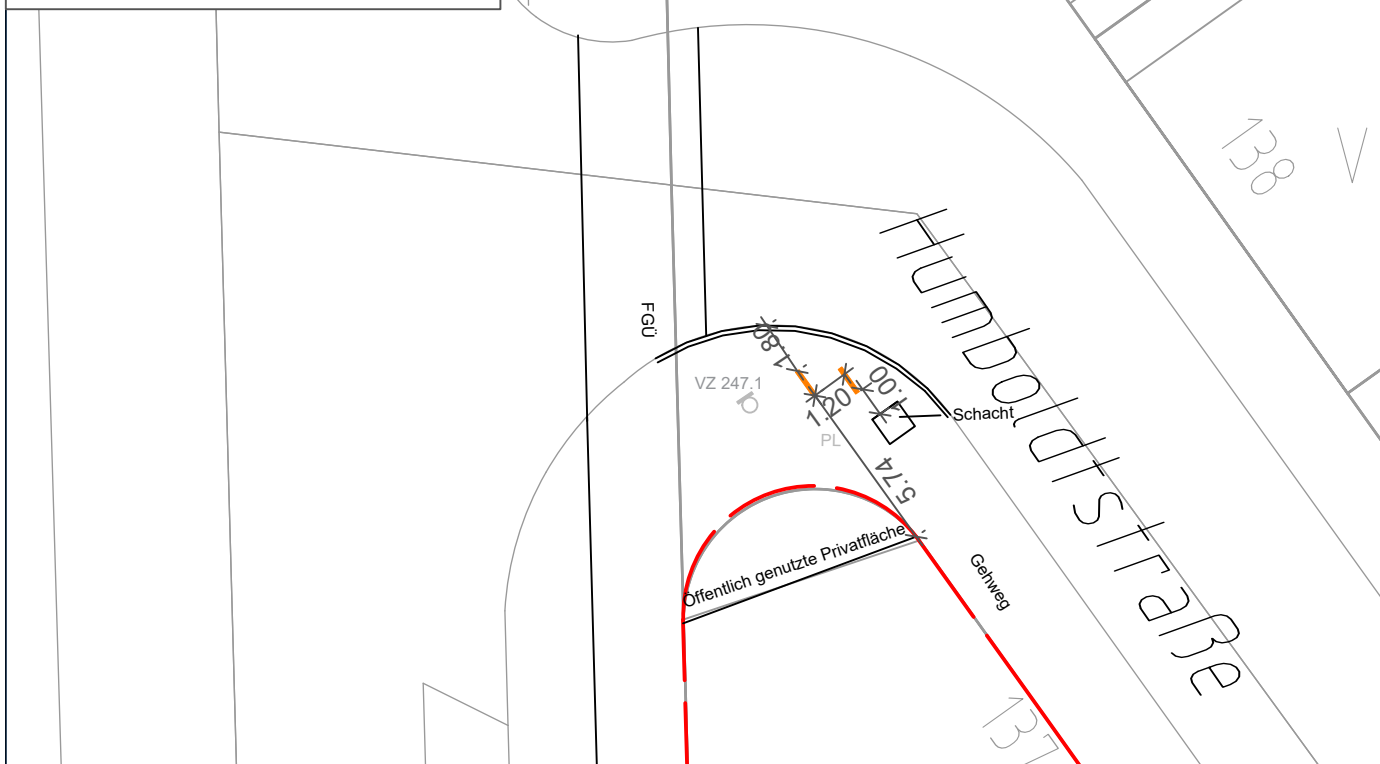 138
Humboldtstraße
FGÜ
1.80
VZ 247.1
1.00
1.20
Schacht
PL
5.74
Öffentlich genutzte Privatfläche
Gehweg
137